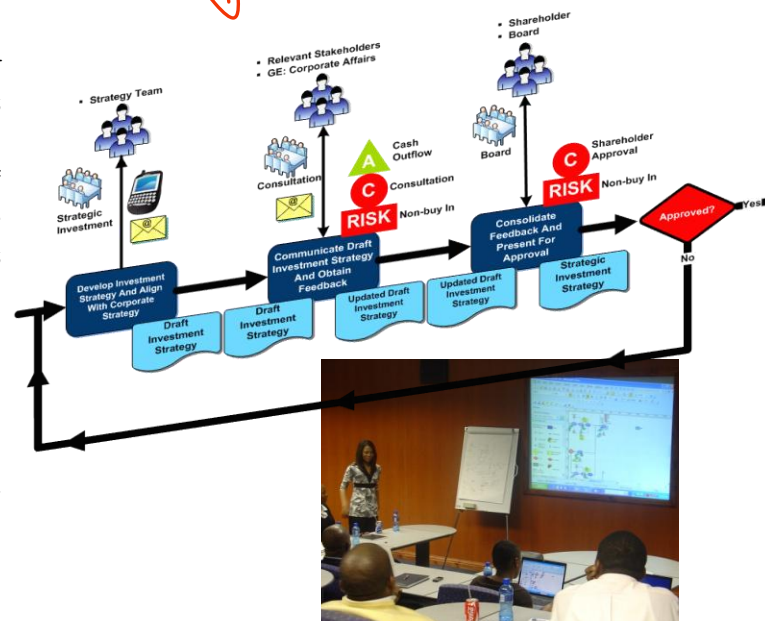 - Shareholder
- Board
- Relevant Stakeholders
- GE: Corporate Affairs
- Strategy Team
A
Cash
Outflow
C
Shareholder
Approval
Board
Consultation
C
Consultation
RISK
Non-buy In
RISK
Non-buy In
Strategic
Investment
@
@
Develop Investment
Strategy And Align
With Corporate
Strategy
Communicate Draft
Investment Strategy
And Obtain
Feedback
Consolidate
Feedback And
Present For
Approval
Approved?
Yes
No
Draft
Investment
Strategy
Draft
Investment
Strategy
Updated Draft
Investment
Strategy
Updated Draft
Investment
Strategy
Strategic
Investment
Strategy